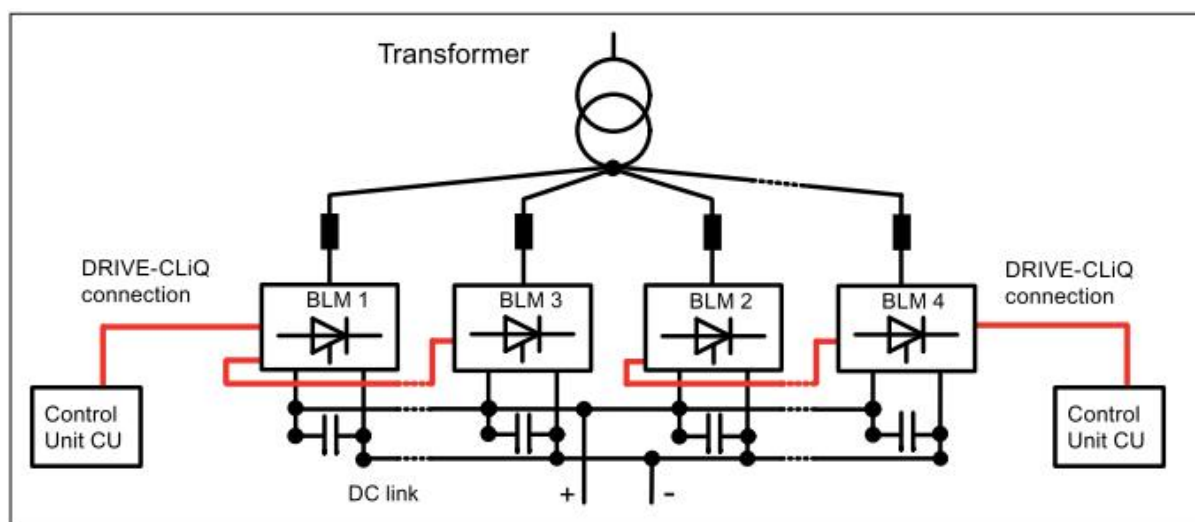 Transformer
DRIVE-CLiQ
connection
BLM 1
BLM 3
BLM 2
BLM 4
DRIVE-CLiQ
connection
Control
Unit CU
Control
Unit CU
DC link
+
-